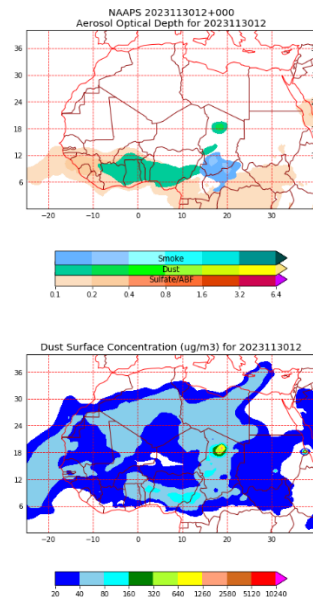 NAAPS 2023113012+000
Aerosol Optical Depth for 2023113012
36
30
24
18
12
6
−20 −10 0 10 20 30
Smoke
Dust
Sulfate/ABF
0.1 0.2 0.4 0.8 1.6 3.2 6.4
Dust Surface Concentration (ug/m3) for 2023113012
36
30
24
18
12
6
−20 −10 0 10 20 30
20 40 80 160 320 640 1260 2580 5120 10240